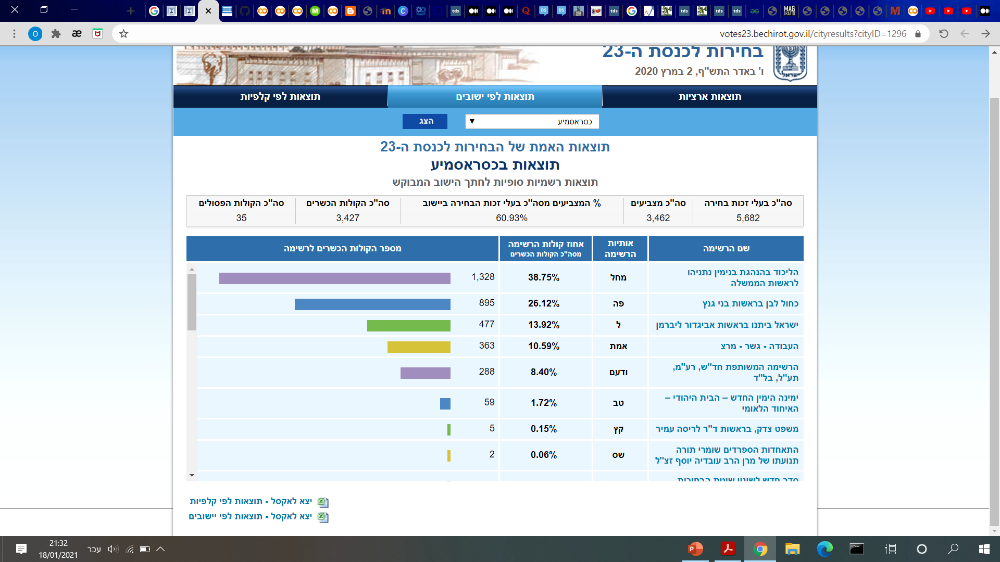 votes23.bechirot.gov.il/cityresults?cityID=1296
בחירות לכנסת ה-23
ו' באדר התש"ף, 2 במרץ 2020
תוצאות ארציות
תוצאות לפי ישובים
תוצאות לפי קלפיות
כסראסמיע
הצג
תוצאות האמת של הבחירות לכנסת ה-23
תוצאות בכסראסמיע
תוצאות רשמיות סופיות לחתך הישוב המבוקש
סה"כ בעלי זכות בחירה
5,682
סה"כ מצביעים
3,462
% המצביעים מסה"כ בעלי זכות הבחירה ביישוב
60.93%
סה"כ הקולות הכשרים
3,427
סה"כ הקולות הפסולים
35
שם הרשימה
אותיות
הרשימה
אחוז קולות הרשימה
מסה"כ הקולות הכשרים
מספר הקולות הכשרים לרשימה
הליכוד בהנהגת בנימין נתניהו
לראשות הממשלה
מחל
38.75%
1,328
כחול לבן בראשות בני גנץ
פה
26.12%
895
ישראל ביתנו בראשות אביגדור ליברמן
ל
13.92%
477
העבודה - גשר - מרצ
אמת
10.59%
363
הרשימה המשותפת חד"ש, רע"מ,
תע"ל, בל"ד
ודעם
8.40%
288
ימינה הימין החדש – הבית היהודי –
האיחוד הלאומי
טב
1.72%
59
משפט צדק, בראשות ד"ר לריסה עמיר
קץ
0.15%
5
התאחדות הספרדים שומרי תורה
תנועתו של מרן הרב עובדיה יוסף זצ"ל
שס
0.06%
2
סדר חדש לשינוי שיטת הבחירות
יצא לאקסל - תוצאות לפי קלפיות
יצא לאקסל - תוצאות לפי יישובים
21:32
18/01/2021
עבר